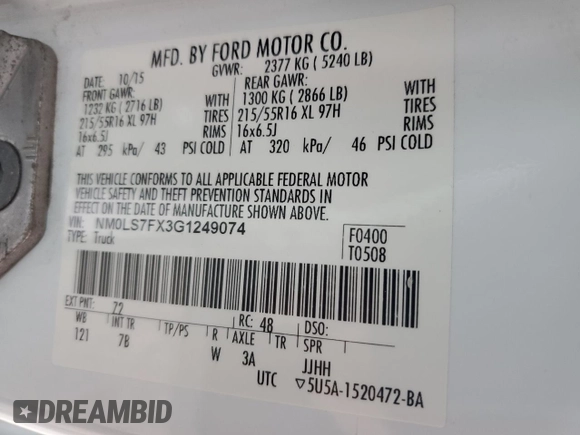 MFD. BY FORD MOTOR CO.
DATE: 10/15
GVWR: 2377 KG ( 5240 LB)
FRONT GAWR:
1232 KG ( 2716 LB)
WITH
215/55R16 XL 97H
TIRES
16x6.5J
RIMS
AT 295 kPa/ 43 PSI COLD
REAR GAWR:
1300 KG ( 2866 LB)
WITH
215/55R16 XL 97H
TIRES
16x6.5J
RIMS
AT 320 kPa/ 46 PSI COLD
THIS VEHICLE CONFORMS TO ALL APPLICABLE FEDERAL MOTOR
VEHICLE SAFETY AND THEFT PREVENTION STANDARDS IN
EFFECT ON THE DATE OF MANUFACTURE SHOWN ABOVE.
VIN: NM0LS7FX3G1249074
TYPE: Truck
F0400
T0508
EXT PNT: 72 RC: 48 DSO:
WB INT TR TP/PS R AXLE TR SPR
121 7B W 3A JJHH
UTC ▽5U5A-1520472-BA
DREAMBID